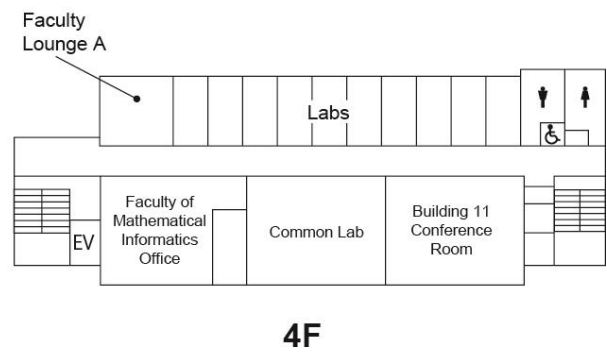 Faculty
Lounge A
Labs
Faculty of
Mathematical
Informatics
Office
Common Lab
Building 11
Conference
Room
EV
4F